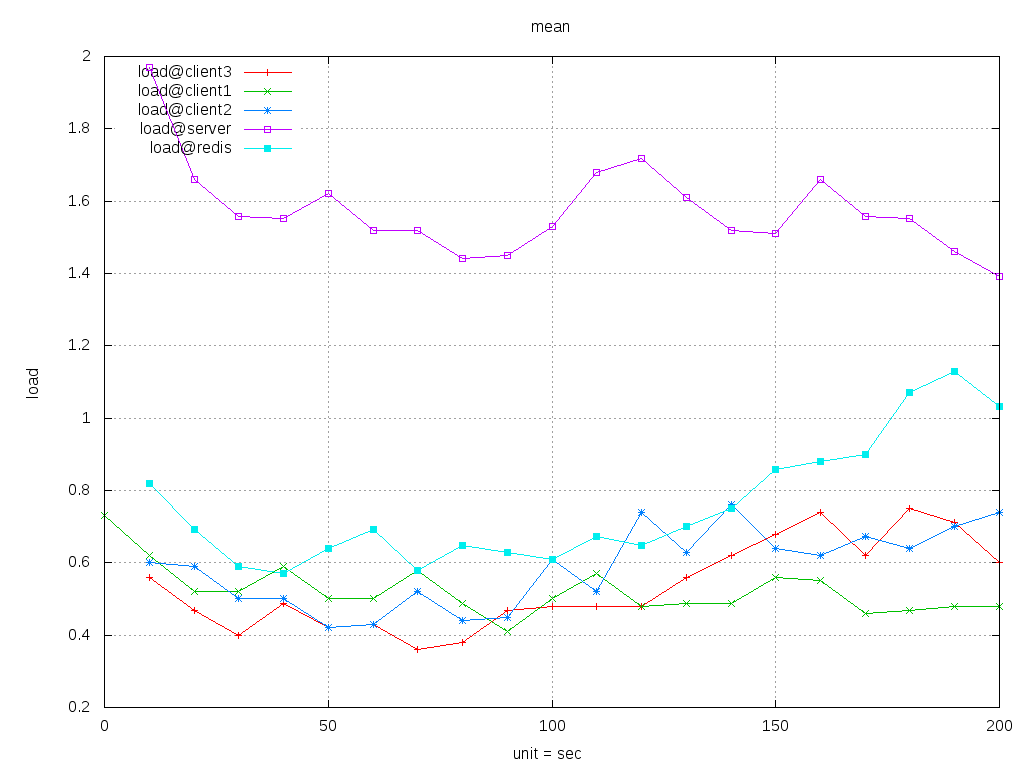 mean
2
load@client3
load@client1
load@client2
1.8
load@server
load@redis
1.6
1.4
1.2
load
1
0.8
0.6
0.4
0.2
0 50 100 150 200
unit = sec